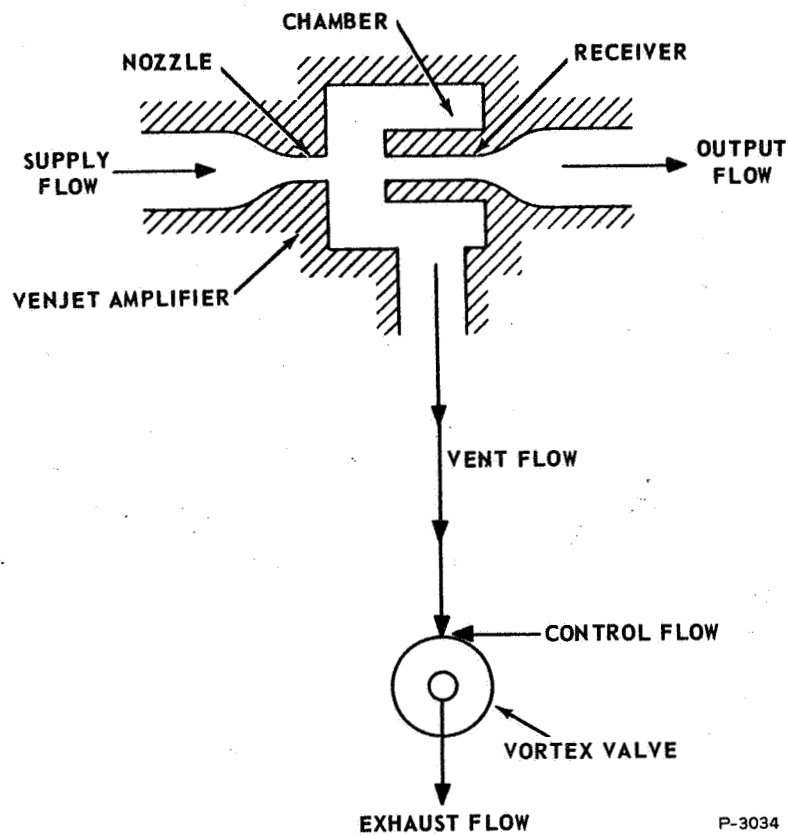 CHAMBER
NOZZLE
RECEIVER
SUPPLY
FLOW
OUTPUT
FLOW
VENJET AMPLIFIER
VENT FLOW
CONTROL FLOW
VORTEX VALVE
EXHAUST FLOW
P-3034